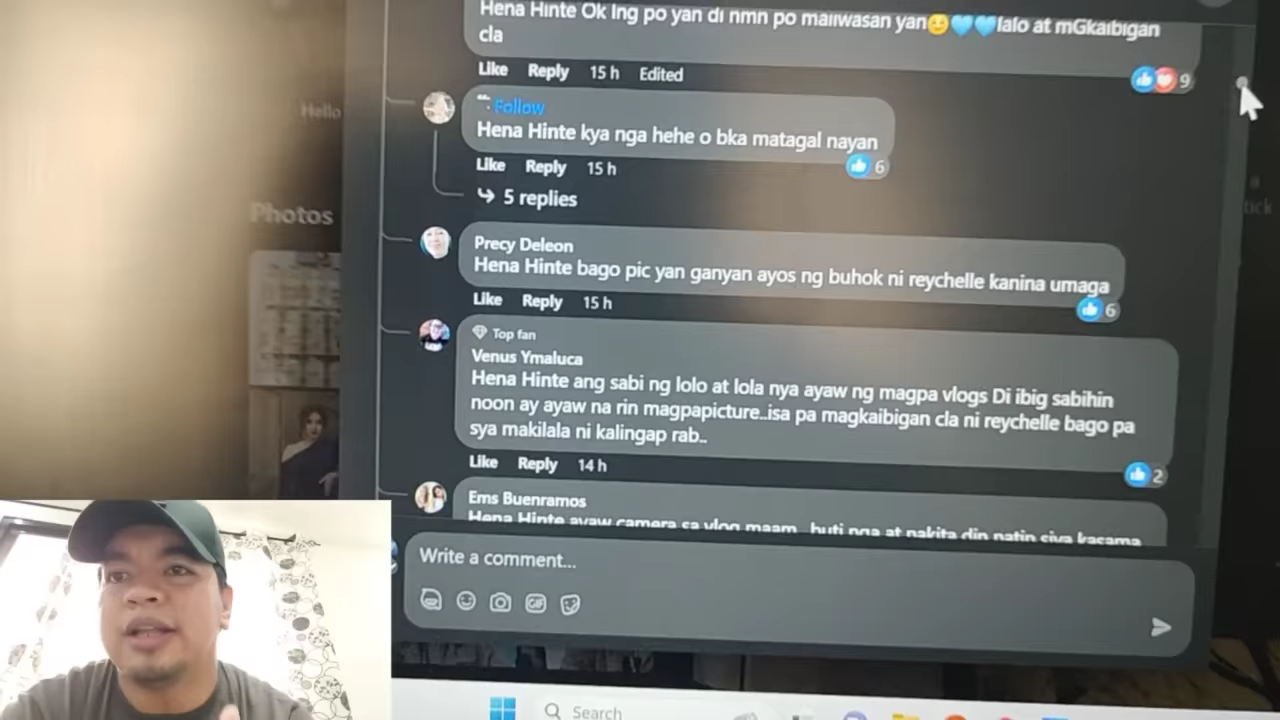 Hena Hinte Ok lng po yan di nmn po maiiwasan yan😉💙💙lalo at mGkaibigan
cla
Like Reply 15 h Edited
9
Hello
Follow
Hena Hinte kya nga hehe o bka matagal nayan
Like Reply 15 h
6
5 replies
Photos
Precy Deleon
Hena Hinte bago pic yan ganyan ayos ng buhok ni reychelle kanina umaga
Like Reply 15 h
6
Top fan
Venus Ymaluca
Hena Hinte ang sabi ng lolo at lola nya ayaw ng magpa vlogs Di ibig sabihin
noon ay ayaw na rin magpapicture..isa pa magkaibigan cla ni reychelle bago pa
sya makilala ni kalingap rab..
Like Reply 14 h
2
Ems Buenramos
Hena Hinte ayaw camera sa vlog maam.. buti nga at nakita din natin siya kasama
Write a comment...
GIF
Search